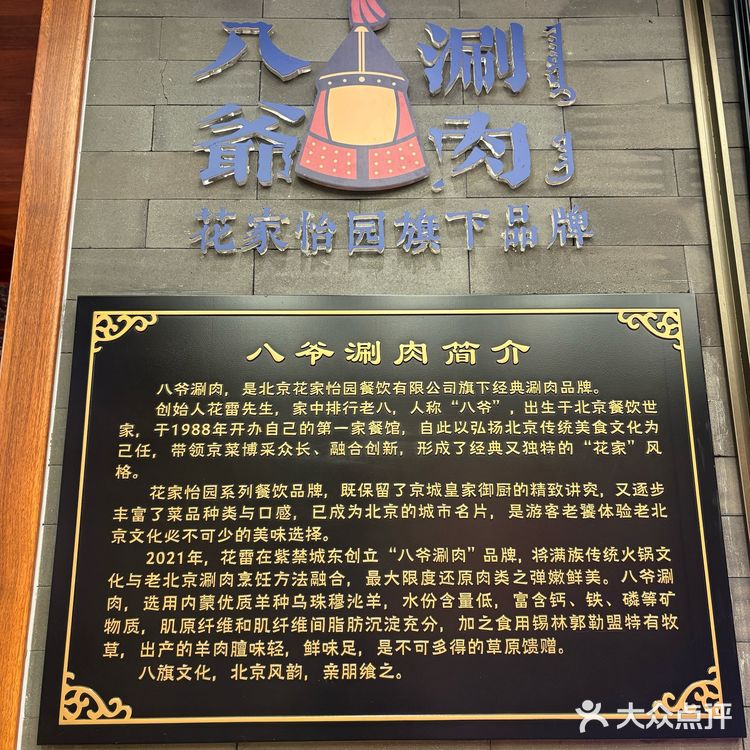 八爷涮肉
花家怡园旗下品牌
八爷涮肉简介
八爷涮肉，是北京花家怡园餐饮有限公司旗下经典涮肉品牌。
创始人花雷先生，家中排行老八，人称“八爷”，出生于北京餐饮世
家，于1988年开办自己的第一家餐馆，自此以弘扬北京传统美食文化为
己任，带领京菜博采众长、融合创新，形成了经典又独特的“花家”风
格。
花家怡园系列餐饮品牌，既保留了京城皇家御厨的精致讲究，又逐步
丰富了菜品种类与口感，已成为北京的城市名片，是游客老饕体验老北
京文化必不可少的美味选择。
2021年，花雷在紫禁城东创立“八爷涮肉”品牌，将满族传统火锅文
化与老北京涮肉烹饪方法融合，最大限度还原肉类之弹嫩鲜美。八爷涮
肉，选用内蒙优质羊种乌珠穆沁羊，水份含量低，富含钙、铁、磷等矿
物质，肌原纤维和肌纤维间脂肪沉淀充分，加之食用锡林郭勒盟特有牧
草，出产的羊肉膻味轻，鲜味足，是不可多得的草原馈赠。
八旗文化，北京风韵，亲朋飨之。
大众点评